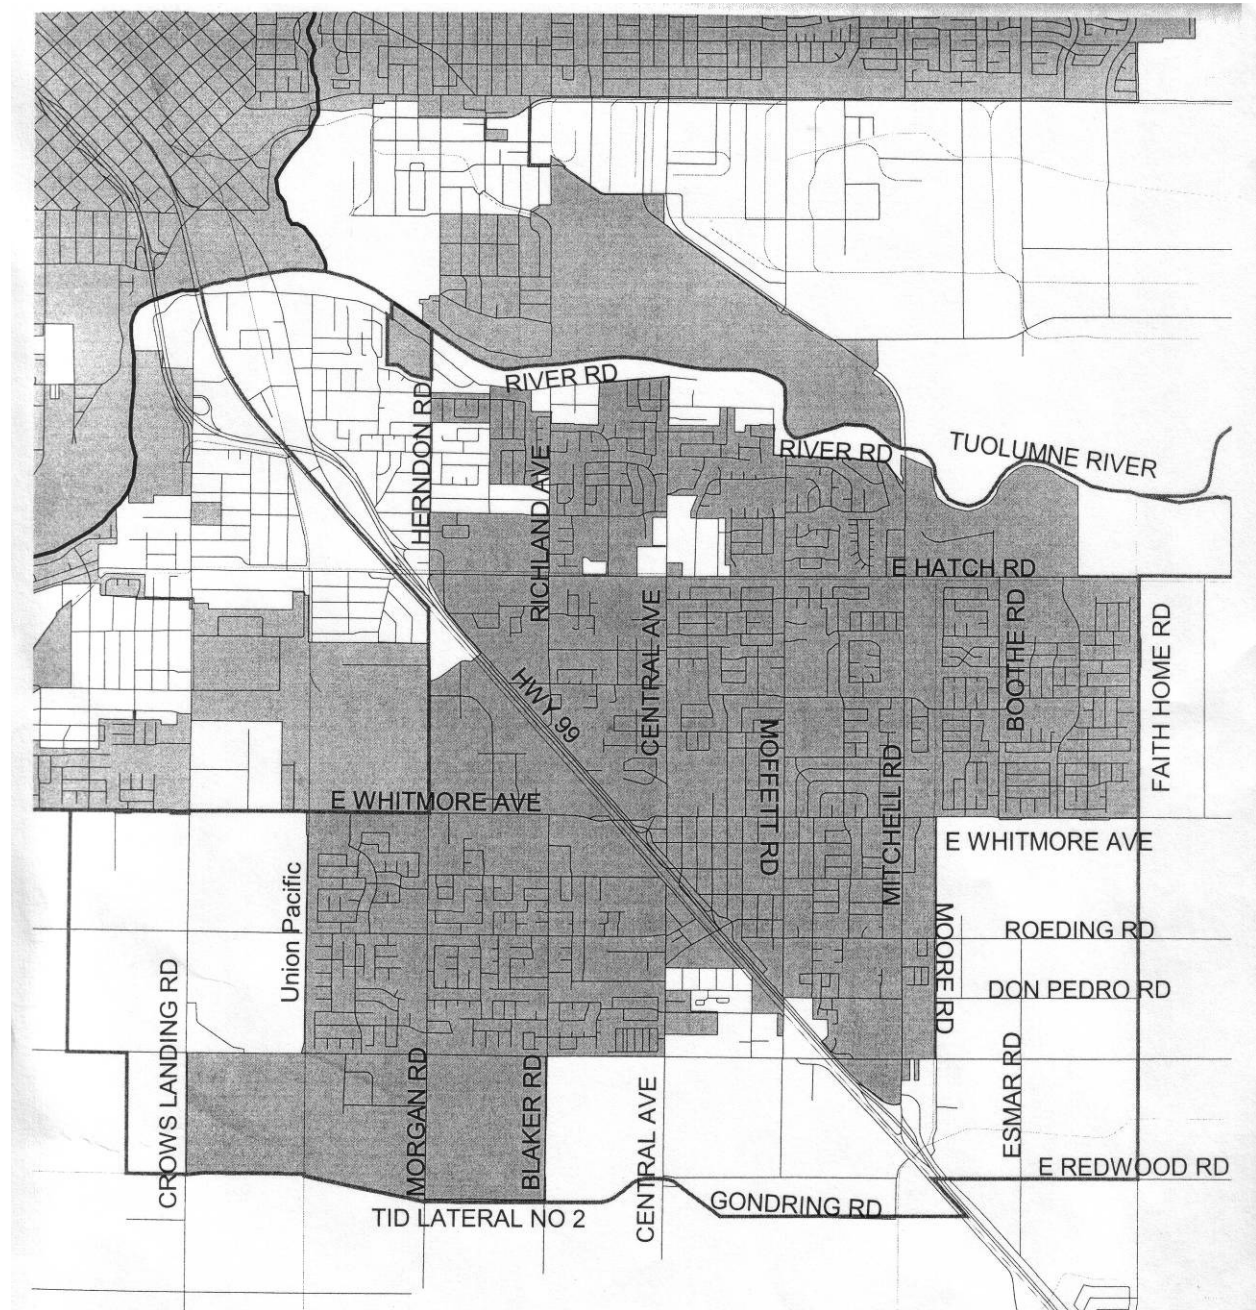 RIVER RD
HERNDON RD
RICHLAND AVE
RIVER RD
TUOLUMNE RIVER
E HATCH RD
CENTRAL AVE
BOOTHE RD
FAITH HOME RD
HWY 99
MOFFETT RD
MITCHELL RD
E WHITMORE AVE
E WHITMORE AVE
Union Pacific
MOORE RD
ROEDING RD
DON PEDRO RD
CROWS LANDING RD
MORGAN RD
BLAKER RD
CENTRAL AVE
ESMAR RD
E REDWOOD RD
GONDRING RD
TID LATERAL NO 2